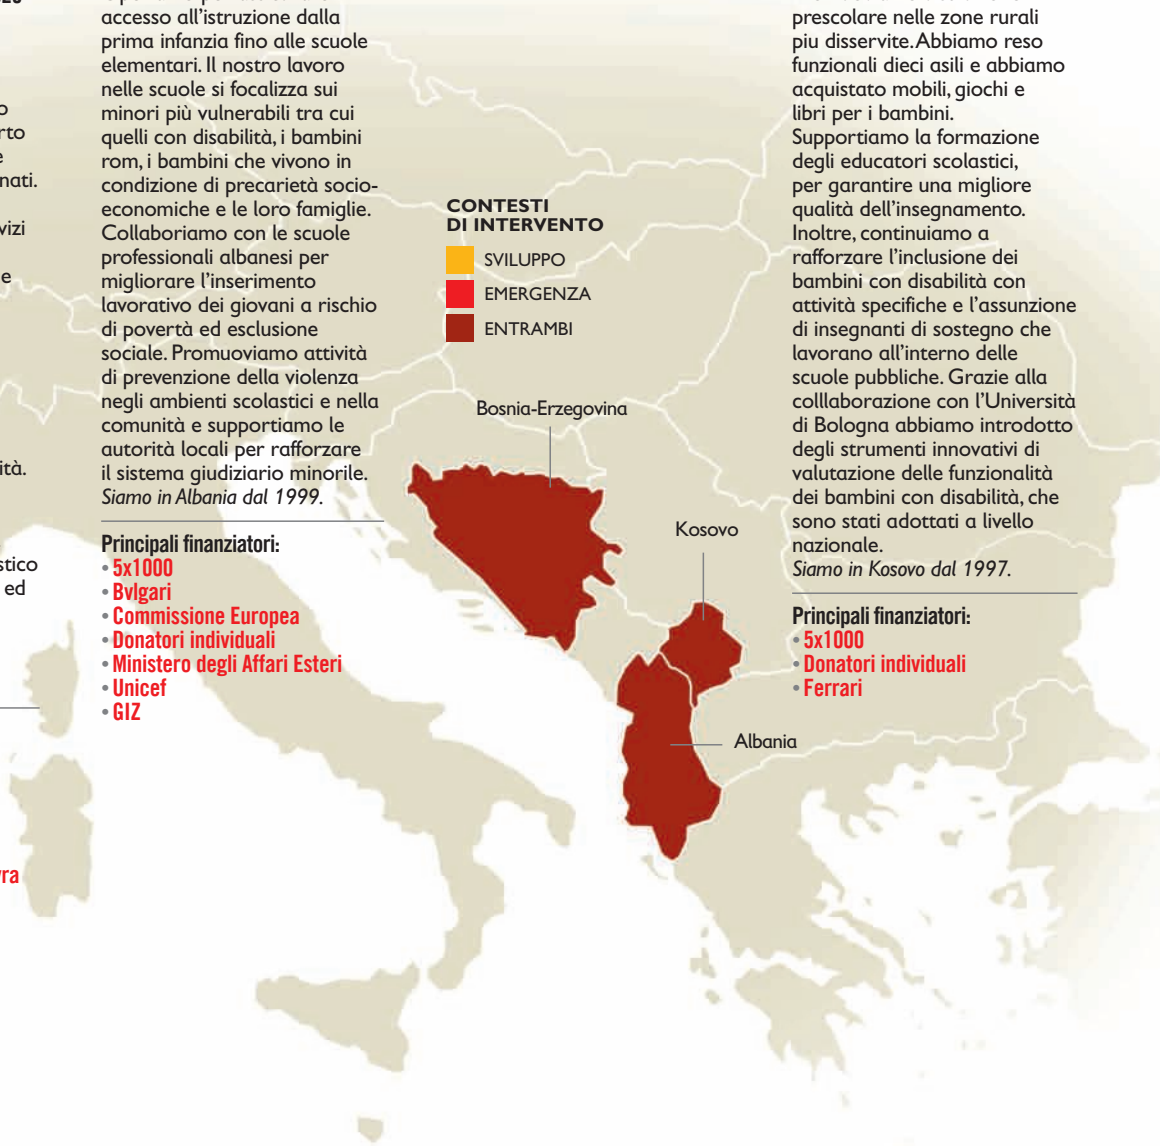 accesso all’istruzione dalla
prima infanzia fino alle scuole
elementari. Il nostro lavoro
nelle scuole si focalizza sui
minori più vulnerabili tra cui
quelli con disabilità, i bambini
rom, i bambini che vivono in
condizione di precarietà socio-
economiche e le loro famiglie.
Collaboriamo con le scuole
professionali albanesi per
migliorare l’inserimento
lavorativo dei giovani a rischio
di povertà ed esclusione
sociale. Promuoviamo attività
di prevenzione della violenza
negli ambienti scolastici e nella
comunità e supportiamo le
autorità locali per rafforzare
il sistema giudiziario minorile.
Siamo in Albania dal 1999.
Principali finanziatori:
• 5x1000
• Bvlgari
• Commissione Europea
• Donatori individuali
• Ministero degli Affari Esteri
• Unicef
• GIZ
CONTESTI
DI INTERVENTO
SVILUPPO
EMERGENZA
ENTRAMBI
Bosnia-Erzegovina
Kosovo
Albania
prescolare nelle zone rurali
piu disservite. Abbiamo reso
funzionali dieci asili e abbiamo
acquistato mobili, giochi e
libri per i bambini.
Supportiamo la formazione
degli educatori scolastici,
per garantire una migliore
qualità dell’insegnamento.
Inoltre, continuiamo a
rafforzare l’inclusione dei
bambini con disabilità con
attività specifiche e l’assunzione
di insegnanti di sostegno che
lavorano all’interno delle
scuole pubbliche. Grazie alla
colllaborazione con l’Università
di Bologna abbiamo introdotto
degli strumenti innovativi di
valutazione delle funzionalità
dei bambini con disabilità, che
sono stati adottati a livello
nazionale.
Siamo in Kosovo dal 1997.
Principali finanziatori:
• 5x1000
• Donatori individuali
• Ferrari